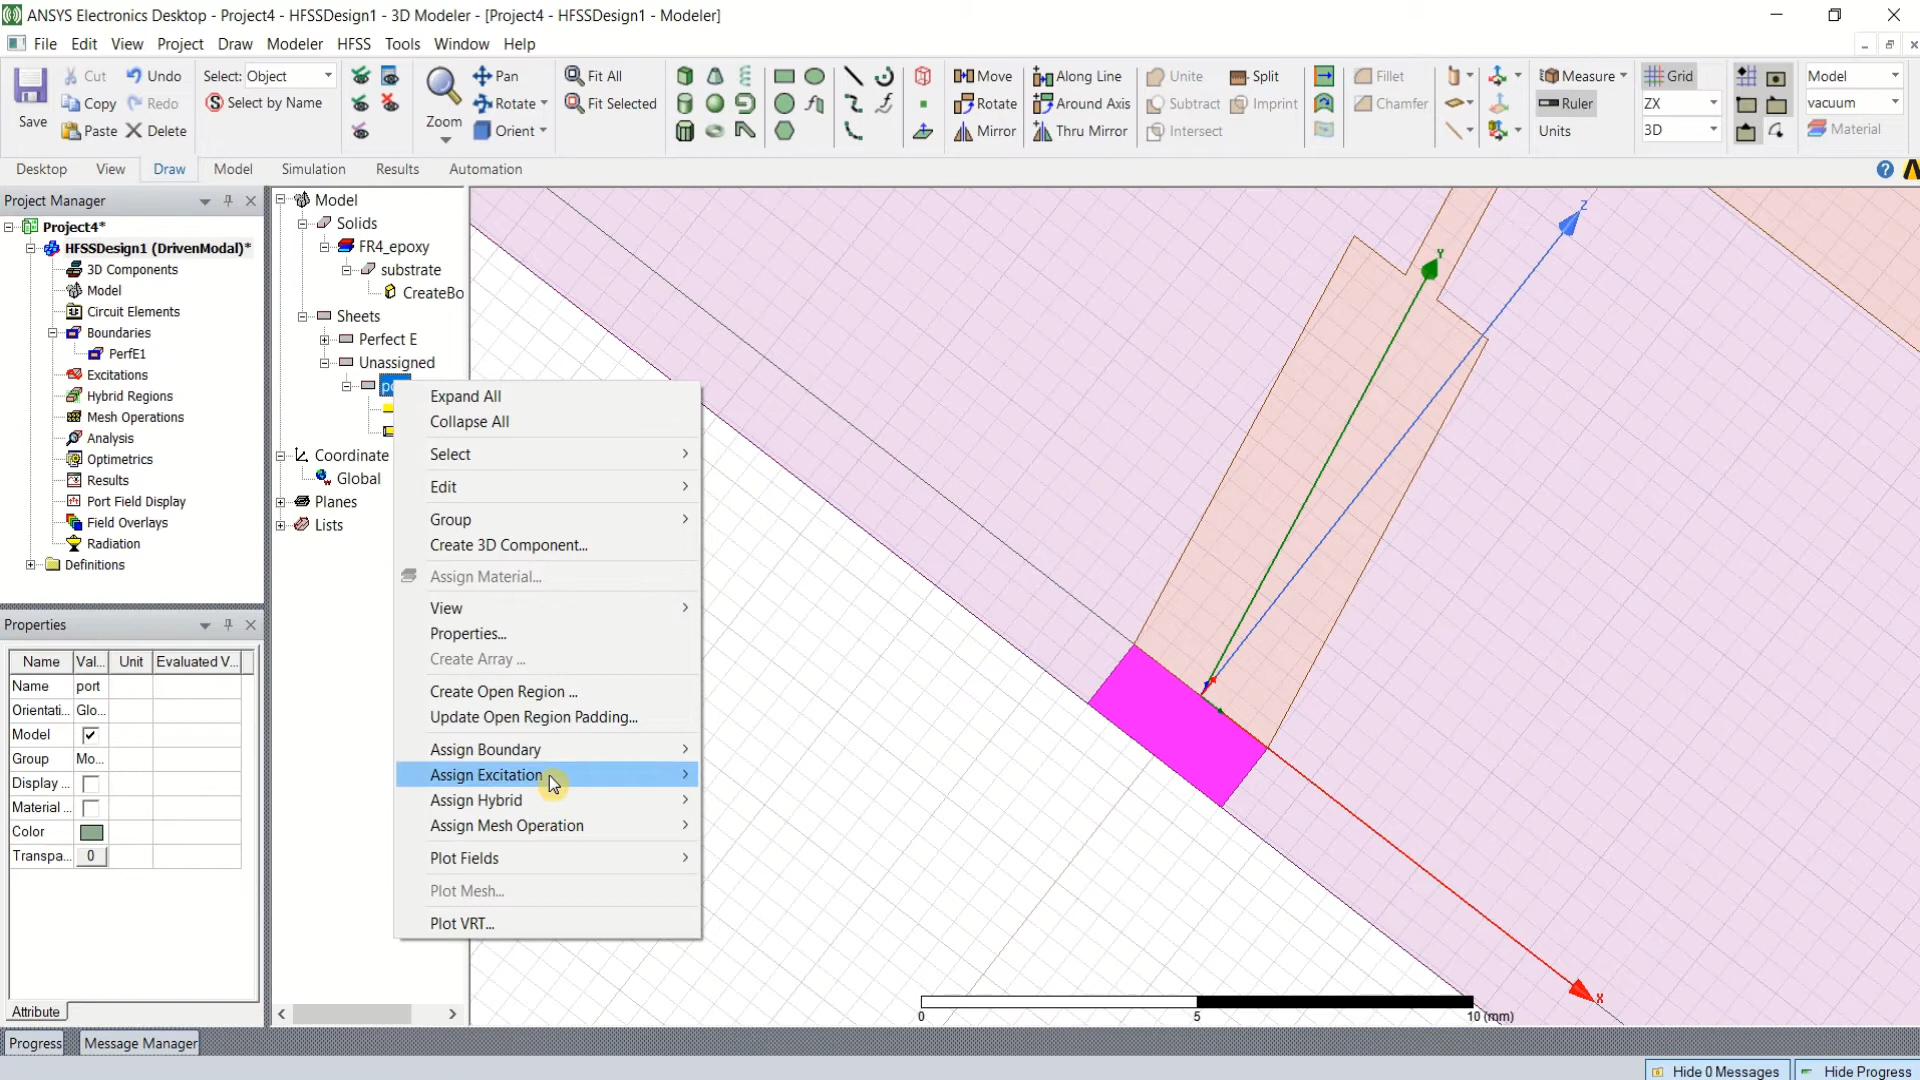 ANSYS Electronics Desktop - Project4 - HFSSDesign1 - 3D Modeler - [Project4 - HFSSDesign1 - Modeler]
File Edit View Project Draw Modeler HFSS Tools Window Help
Save
Cut Undo
Copy Redo
Paste Delete
Select: Object
Select by Name
Zoom
Pan
Rotate
Orient
Fit All
Fit Selected
Move Along Line
Rotate Around Axis
Mirror Thru Mirror
Unite Split
Subtract Imprint
Intersect
Fillet
Chamfer
Measure
Ruler
Units
Grid
ZX
3D
Model
vacuum
Material
Desktop View Draw Model Simulation Results Automation
Project Manager
Project4*
HFSSDesign1 (DrivenModal)*
3D Components
Model
Circuit Elements
Boundaries
PerfE1
Excitations
Hybrid Regions
Mesh Operations
Analysis
Optimetrics
Results
Port Field Display
Field Overlays
Radiation
Definitions
Model
Solids
FR4_epoxy
substrate
CreateBo
Sheets
Perfect E
Unassigned
Coordinate
Global
Planes
Lists
Expand All
Collapse All
Select
Edit
Group
Create 3D Component...
Assign Material...
View
Properties...
Create Array ...
Create Open Region ...
Update Open Region Padding...
Assign Boundary
Assign Excitation
Assign Hybrid
Assign Mesh Operation
Plot Fields
Plot Mesh...
Plot VRT...
Properties
Name Val... Unit Evaluated V...
Name port
Orientati... Glo...
Model
Group Mo...
Display ...
Material ...
Color
Transpa... 0
Attribute
Z
Y
X
0 5 10 (mm)
Progress Message Manager
Hide 0 Messages Hide Progress